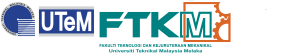 UTeM FTKM
FAKULTI TEKNOLOGI DAN KEJURUTERAAN MEKANIKAL
Universiti Teknikal Malaysia Melaka